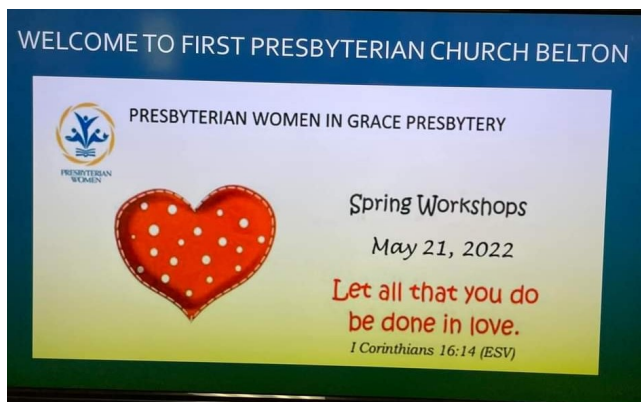 WELCOME TO FIRST PRESBYTERIAN CHURCH BELTON
PRESBYTERIAN WOMEN IN GRACE PRESBYTERY
PRESBYTERIAN
WOMEN
Spring Workshops
May 21, 2022
Let all that you do
be done in love.
I Corinthians 16:14 (ESV)